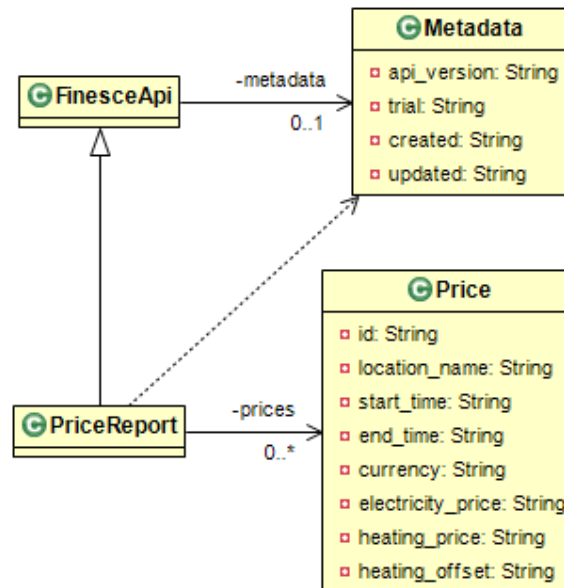 C Metadata
api_version: String
trial: String
created: String
updated: String
C FinesceApi
-metadata
0..1
C Price
id: String
location_name: String
start_time: String
end_time: String
currency: String
electricity_price: String
heating_price: String
heating_offset: String
C PriceReport
-prices
0..*